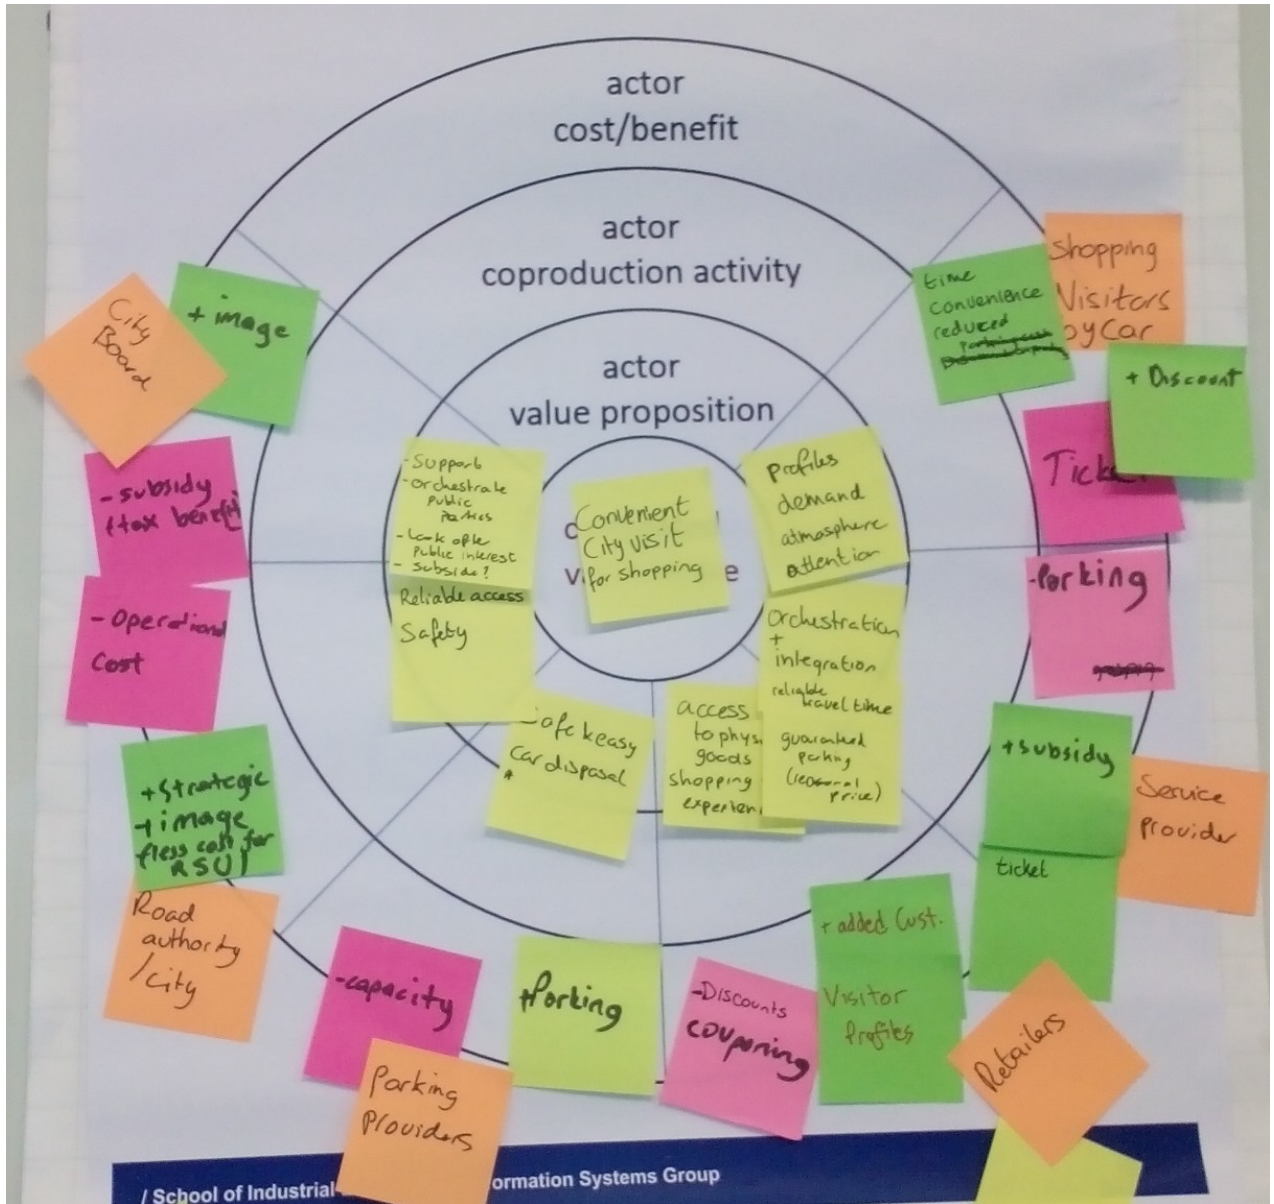 actor
cost/benefit
actor
coproduction activity
actor
value proposition
City
Board
+ image
- subsidy
(tax benefit
- Operational
Cost
+ Strategic
+ image
(less cost for
RSU)
Road
authority
/City
- Support
- Orchestrate
Public
Parties
- Look after
Public interest
- Subside?
Reliable access
Safety
Convenient
City visit
for shopping
profiles
demand
atmosphere
attention
Orchestration
+
integration
reliable
travel time
guaranteed
parking
price)
access
to phys.
goods
shopping
experien
Safe & easy
car disposal
time
convenience
reduced
Shopping
Visitors
by Car
+ Discount
Ticke
- Parking
+ subsidy
ticket
Service
provider
+ added Cust.
Visitor
Profiles
Retailers
- Discounts
couponing
+ Parking
- capacity
Parking
Providers
/ School of Industrial
ormation Systems Group